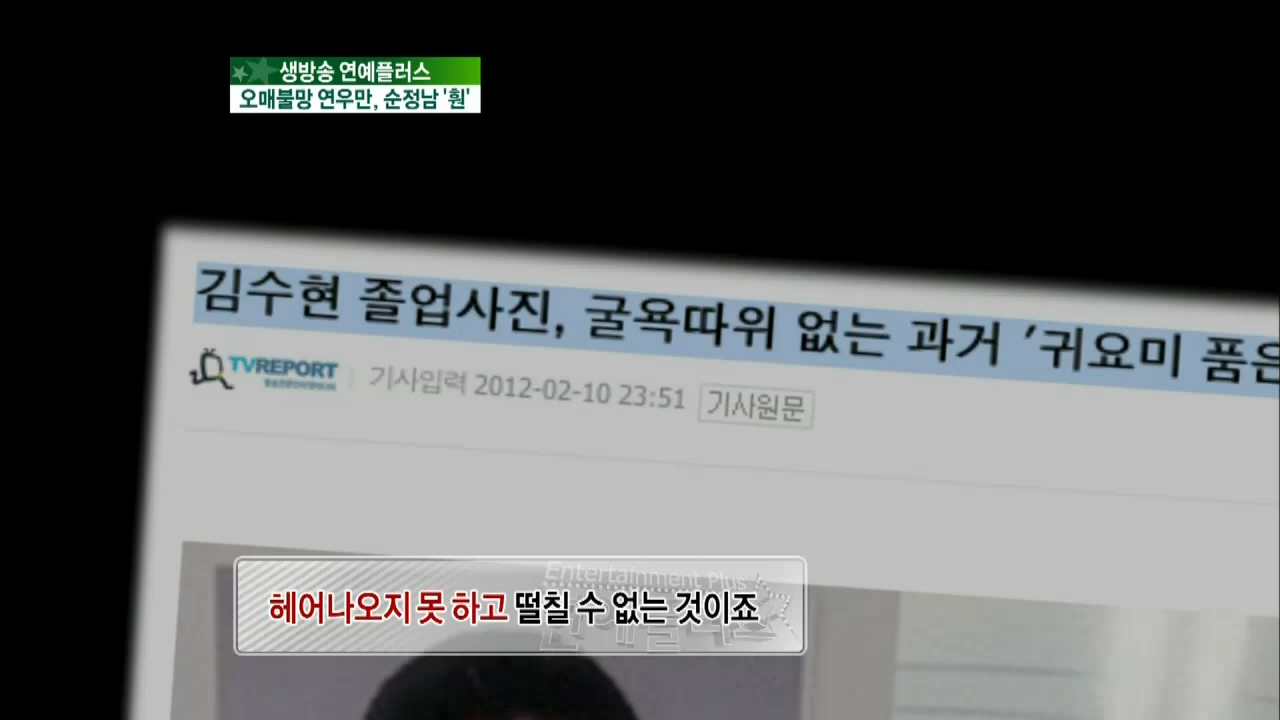 생방송 연예플러스
오매불망 연우만, 순정남 '훤'
김수현 졸업사진, 굴욕따위 없는 과거 '귀요미 품은
TVREPORT
기사입력 2012-02-10 23:51 기사원문
Entertainment Plus
헤어나오지 못 하고 떨칠 수 없는 것이죠